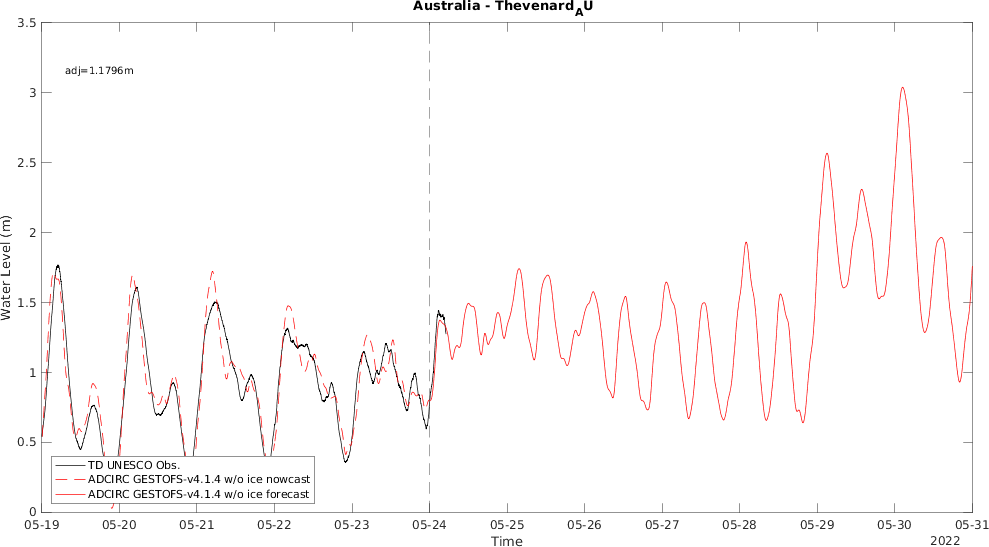 Australia - Thevenard_AU
3.5
adj=1.1796m
3
2.5
2
Water Level (m)
1.5
1
0.5
TD UNESCO Obs.
ADCIRC GESTOFS-v4.1.4 w/o ice nowcast
ADCIRC GESTOFS-v4.1.4 w/o ice forecast
0
05-19 05-20 05-21 05-22 05-23 05-24 05-25 05-26 05-27 05-28 05-29 05-30 05-31
Time
2022